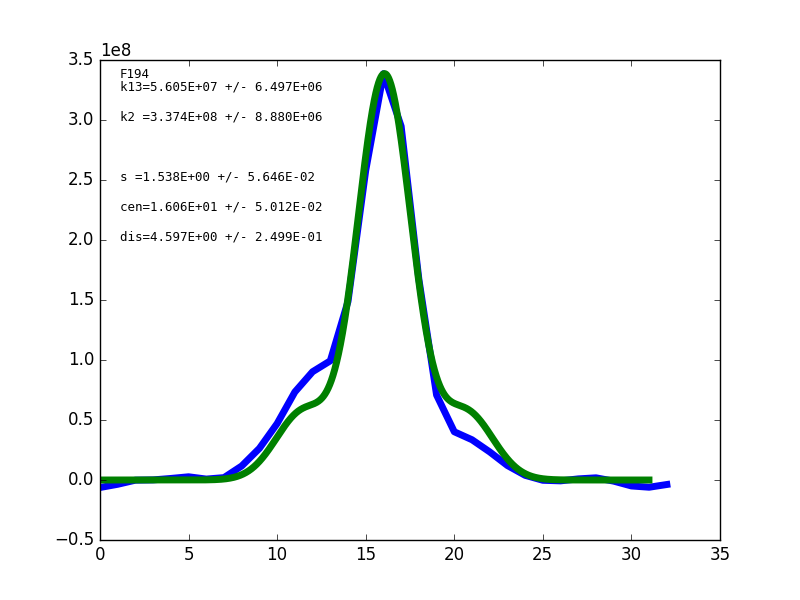 1e8
3.5
3.0
2.5
2.0
1.5
1.0
0.5
0.0
−0.5
F194
k13=5.605E+07 +/- 6.497E+06
k2 =3.374E+08 +/- 8.880E+06
s =1.538E+00 +/- 5.646E-02
cen=1.606E+01 +/- 5.012E-02
dis=4.597E+00 +/- 2.499E-01
0 5 10 15 20 25 30 35